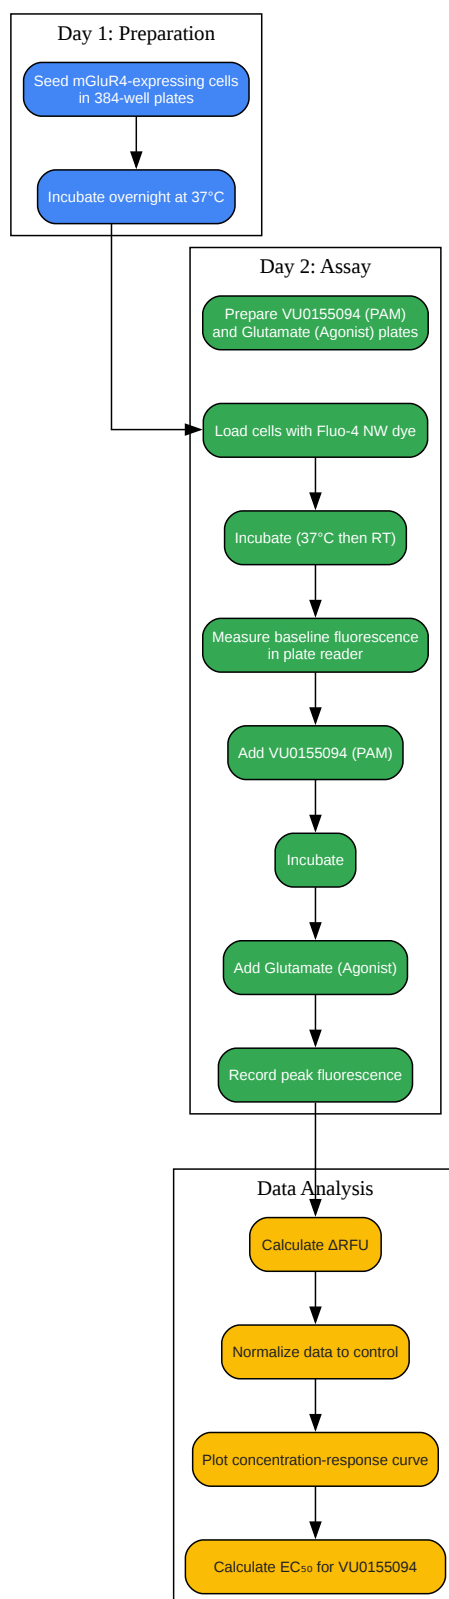 Day 1: Preparation
Seed mGluR4-expressing cells
in 384-well plates
Incubate overnight at 37°C
Day 2: Assay
Prepare VU0155094 (PAM)
and Glutamate (Agonist) plates
Load cells with Fluo-4 NW dye
Incubate (37°C then RT)
Measure baseline fluorescence
in plate reader
Add VU0155094 (PAM)
Incubate
Add Glutamate (Agonist)
Record peak fluorescence
Data Analysis
Calculate ΔRFU
Normalize data to control
Plot concentration-response curve
Calculate EC₅₀ for VU0155094